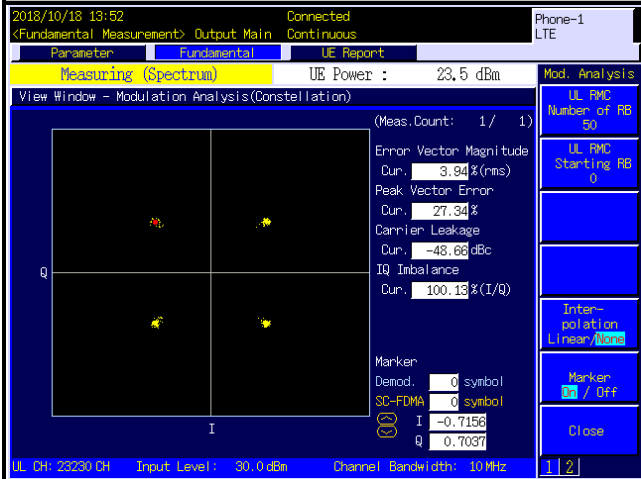 2018/10/18 13:52 Connected Phone-1
<Fundamental Measurement> Output Main Continuous LTE
Parameter Fundamental UE Report
Measuring (Spectrum) UE Power : 23.5 dBm Mod. Analysis
View Window - Modulation Analysis(Constellation)
UL RMC
Number of RB
50
(Meas.Count: 1/ 1)
Error Vector Magnitude
Cur. 3.94 %(rms)
Peak Vector Error
Cur. 27.34 %
Carrier Leakage
Cur. -48.66 dBc
IQ Imbalance
Cur. 100.13 %(I/Q)
UL RMC
Starting RB
0
Q
I
Inter-
polation
Linear/None
Marker
Demod. 0 symbol
SC-FDMA 0 symbol
I -0.7156
Q 0.7037
Marker
On / Off
Close
UL CH: 23230 CH Input Level: 30.0 dBm Channel Bandwidth: 10 MHz 1 2